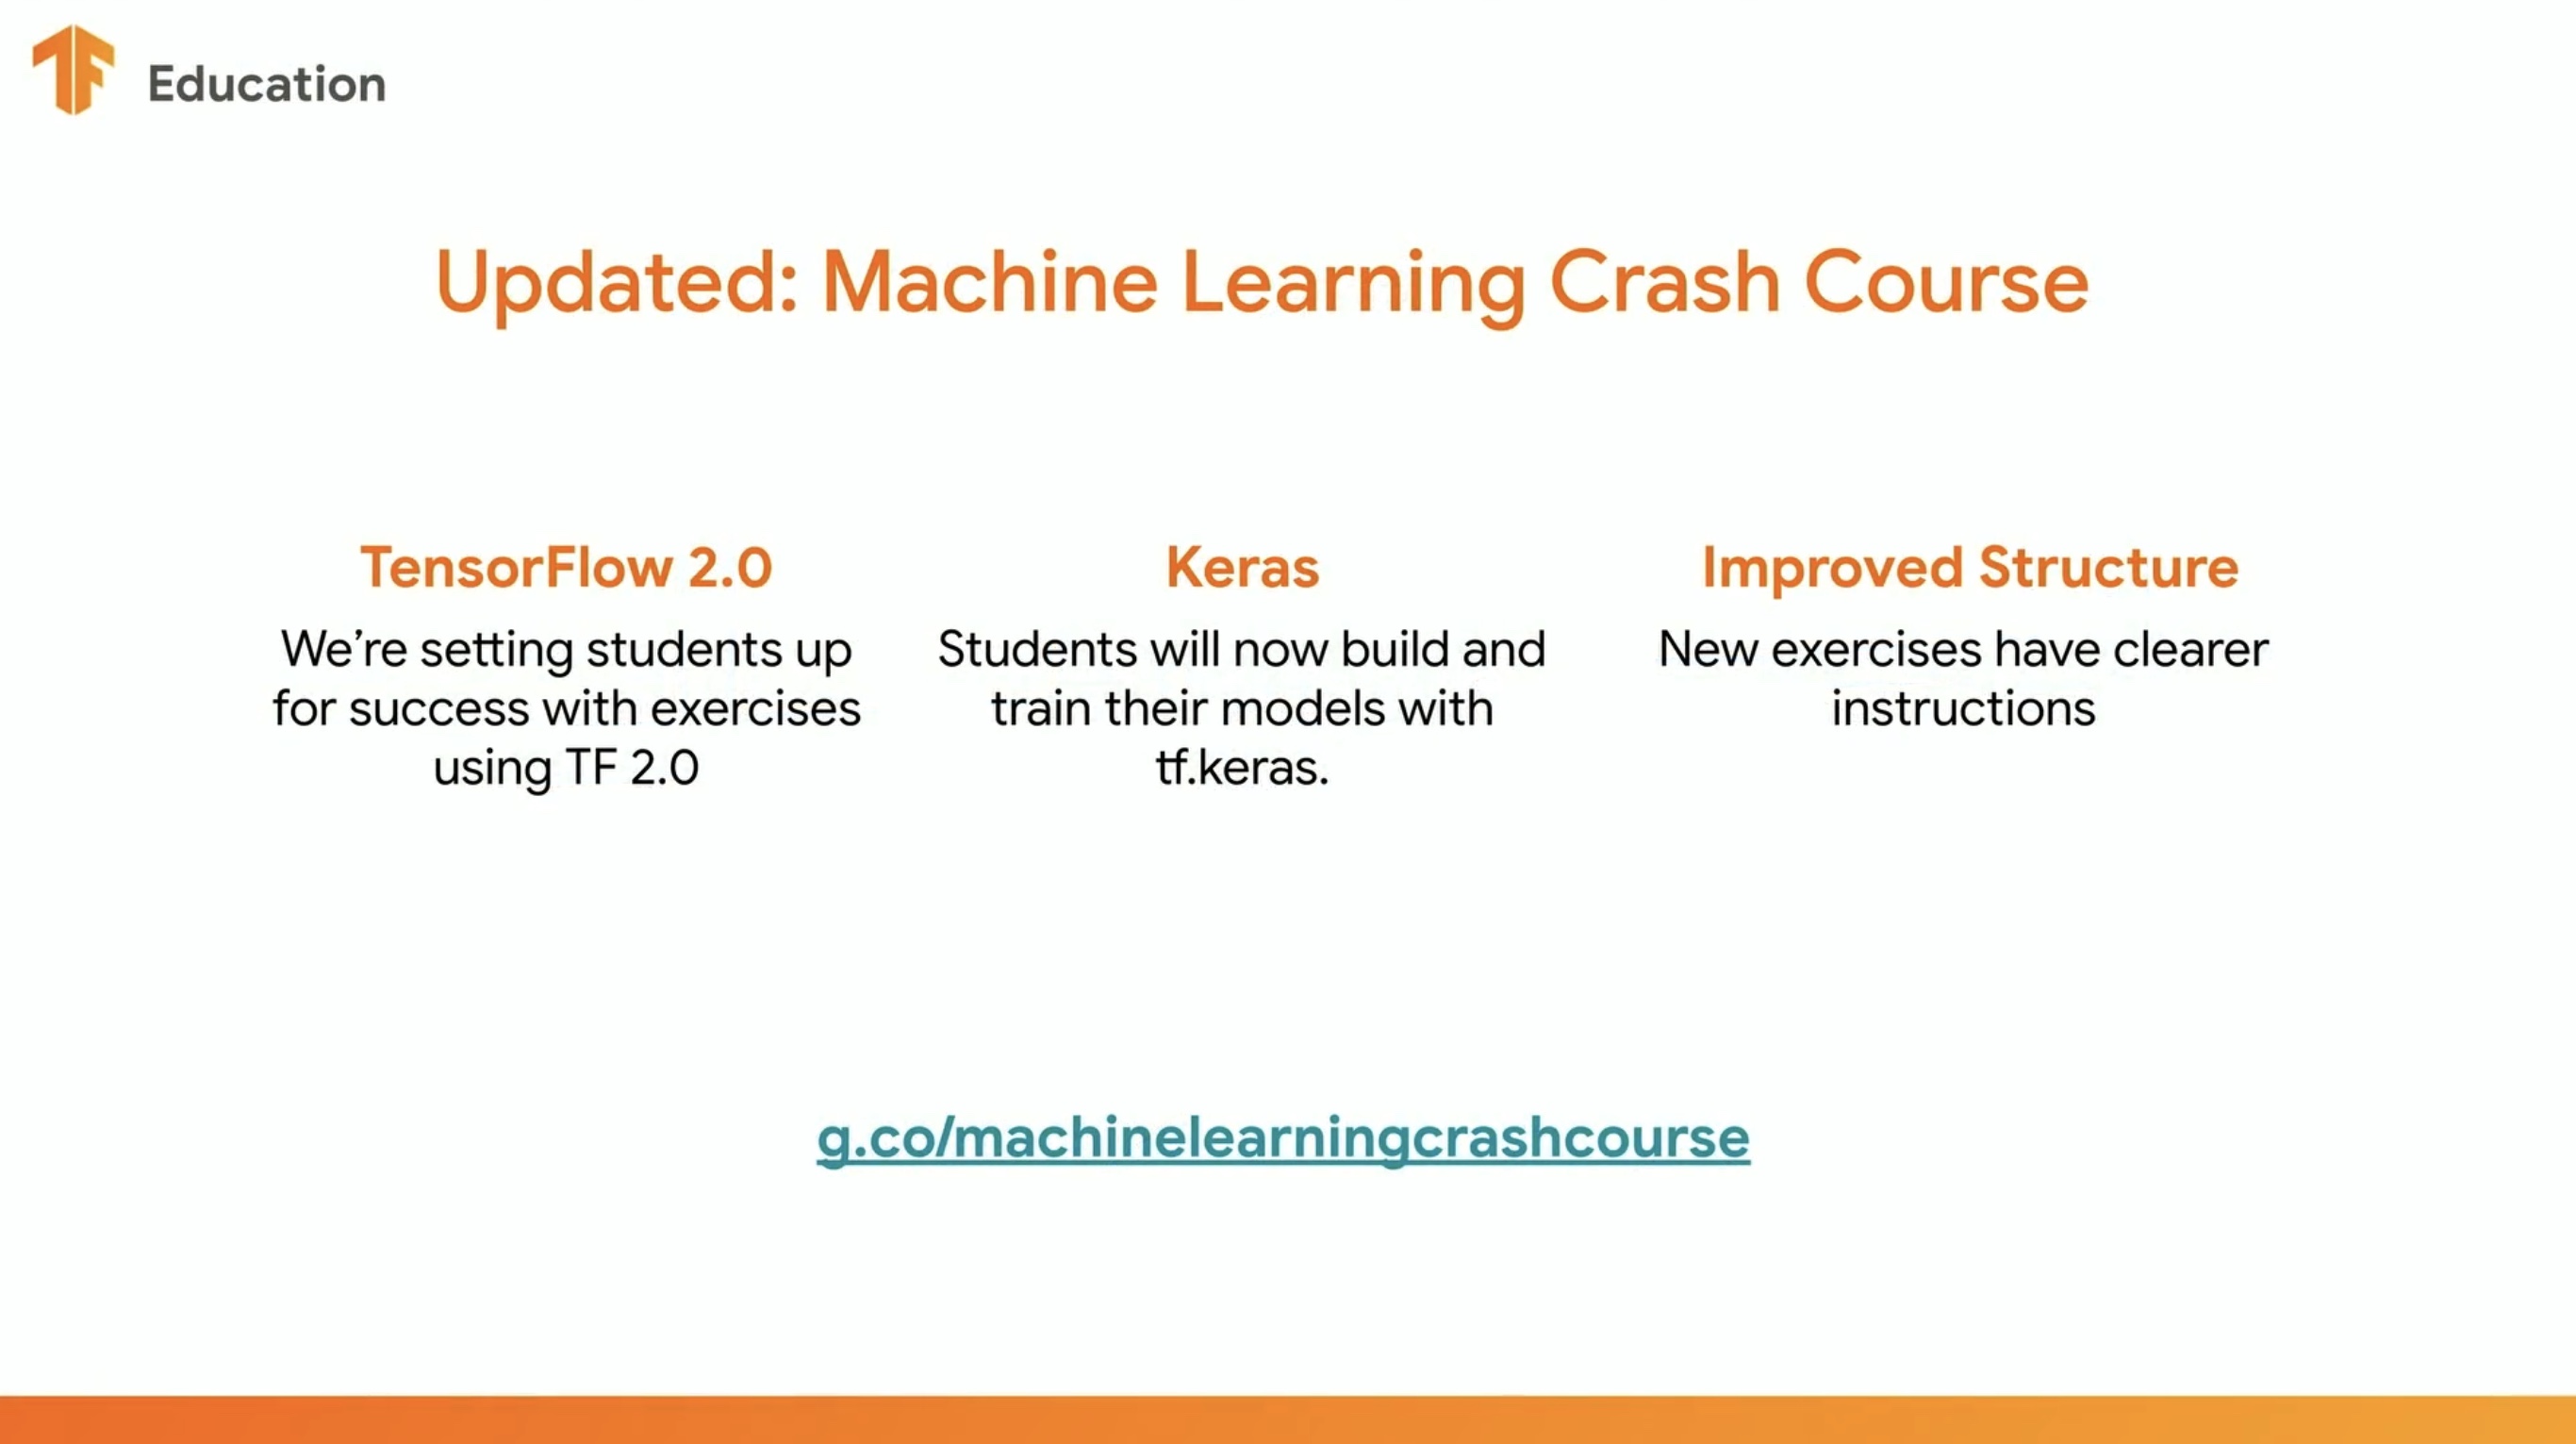 Education
Updated: Machine Learning Crash Course
TensorFlow 2.0
We’re setting students up
for success with exercises
using TF 2.0
Keras
Students will now build and
train their models with
tf.keras.
Improved Structure
New exercises have clearer
instructions
g.co/machinelearningcrashcourse